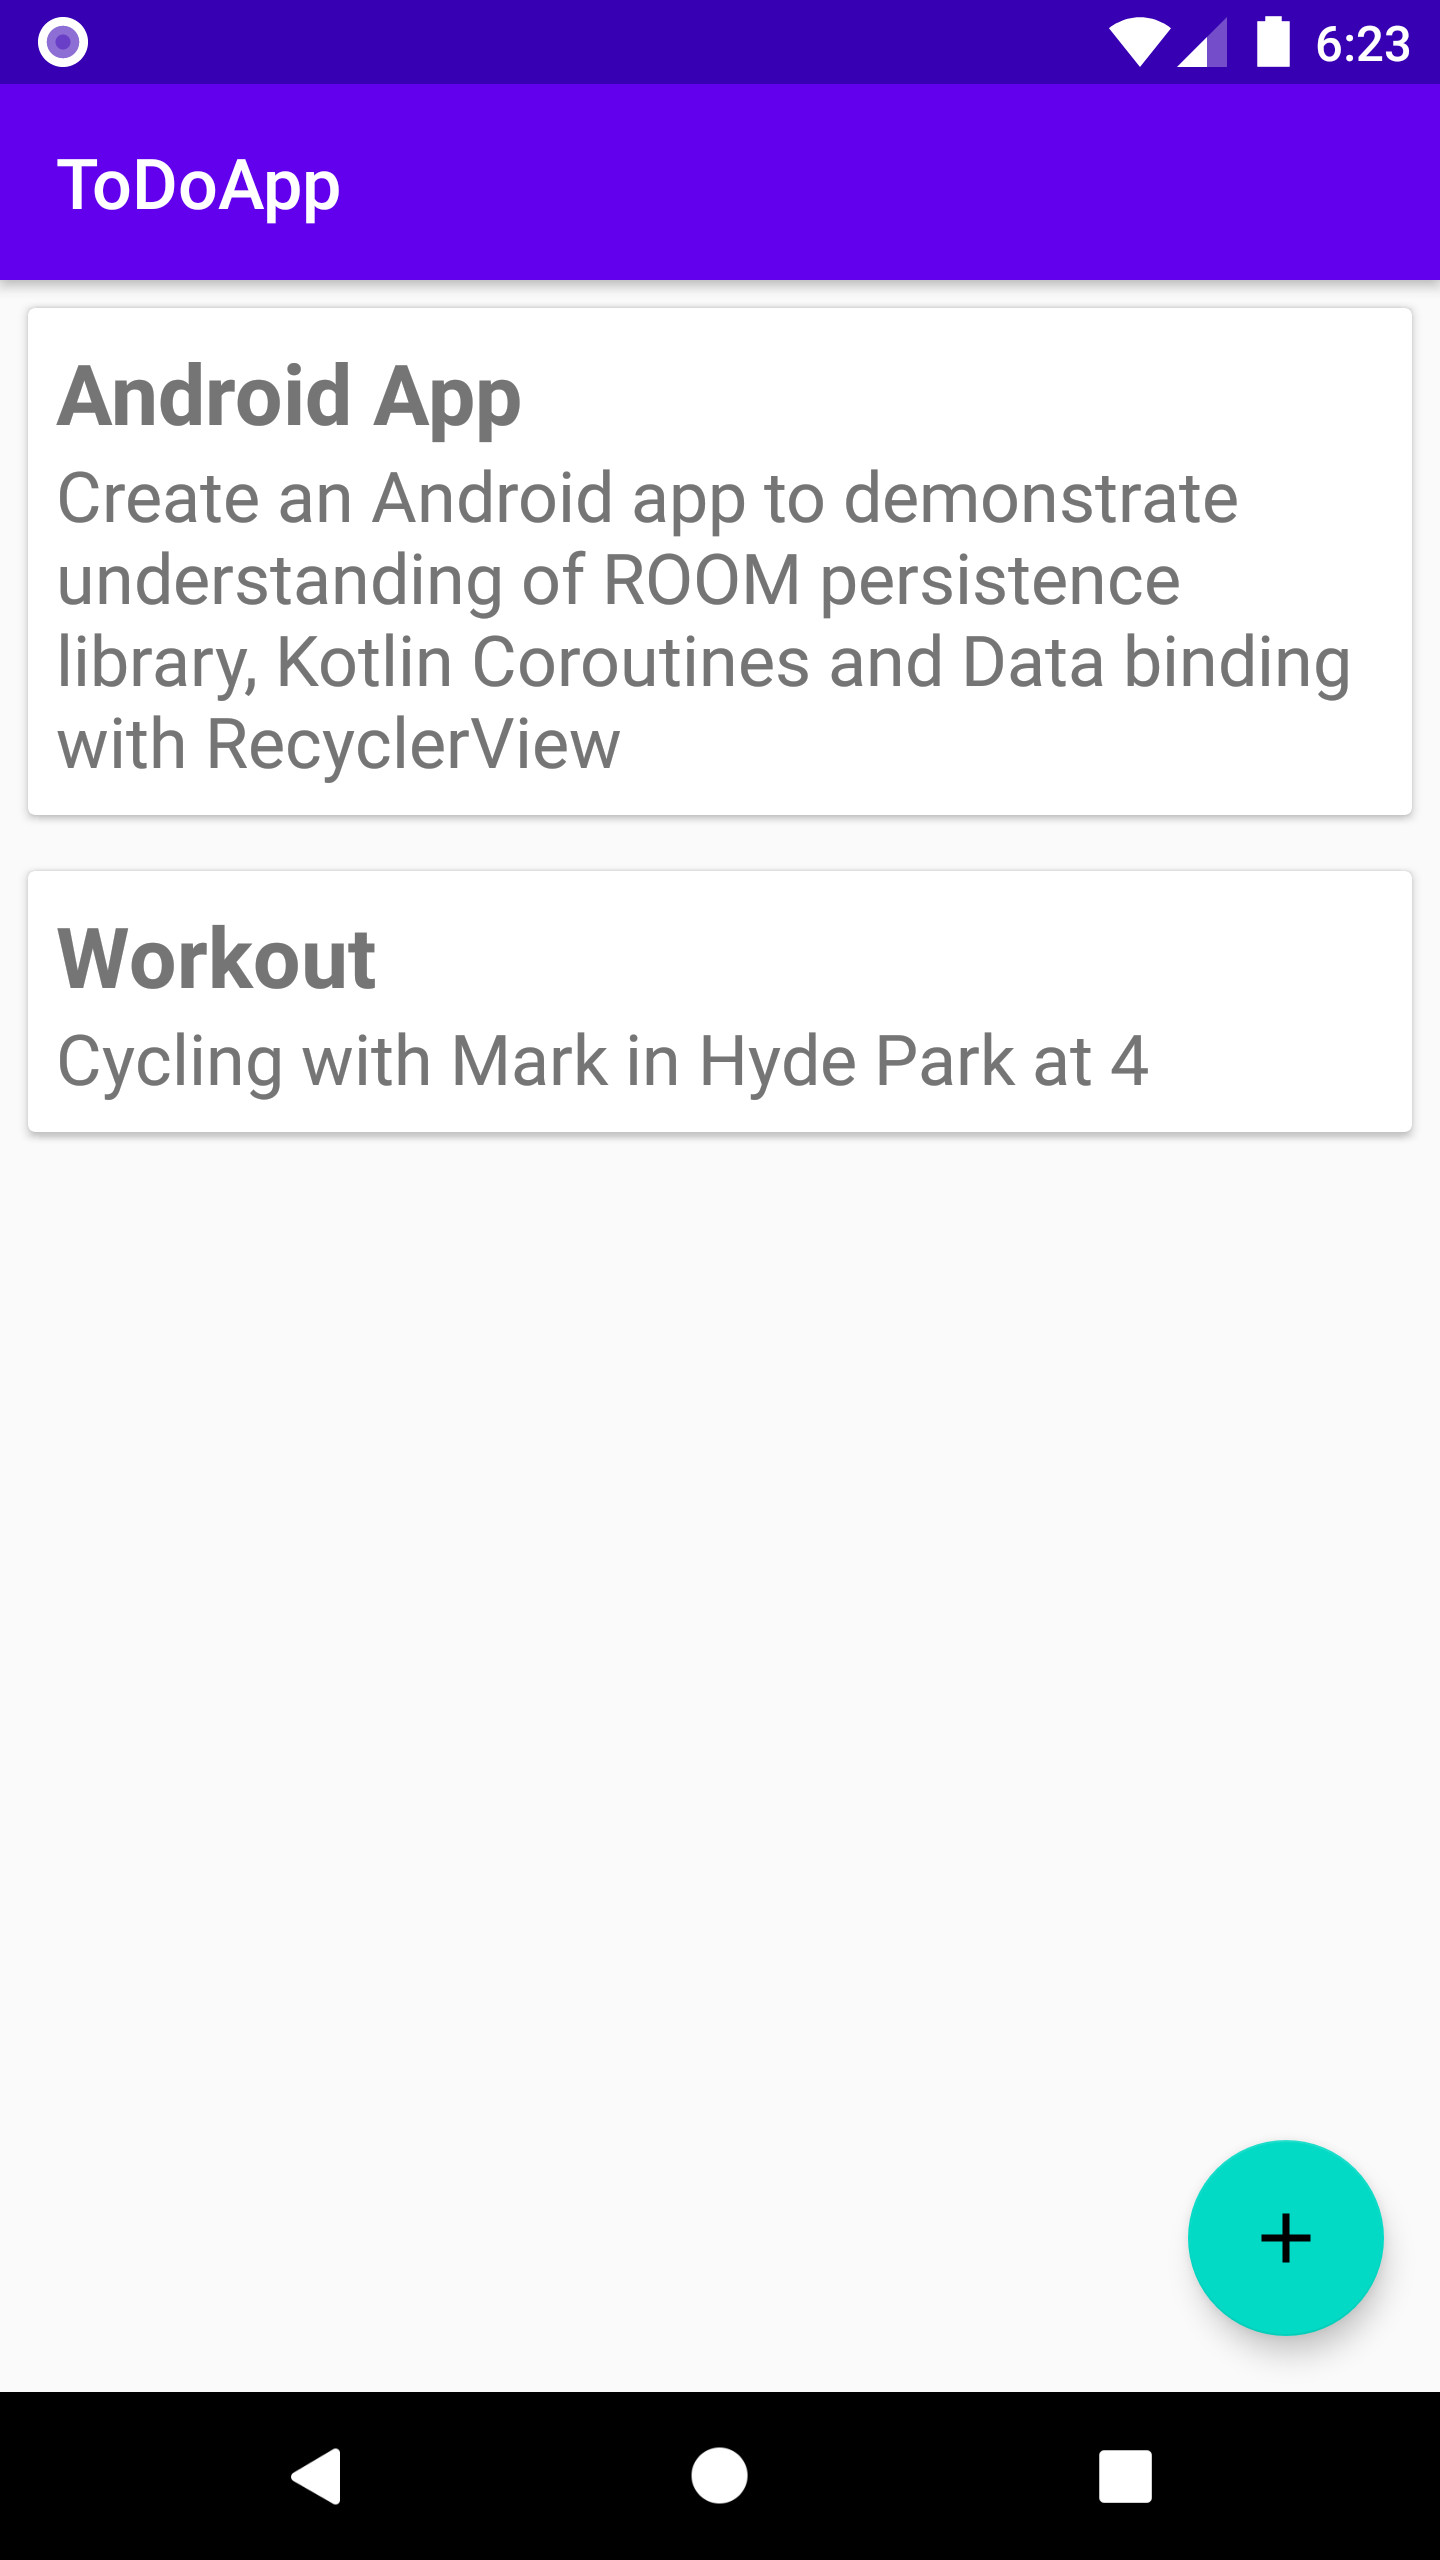 6:23
ToDoApp
Android App
Create an Android app to demonstrate
understanding of ROOM persistence
library, Kotlin Coroutines and Data binding
with RecyclerView
Workout
Cycling with Mark in Hyde Park at 4